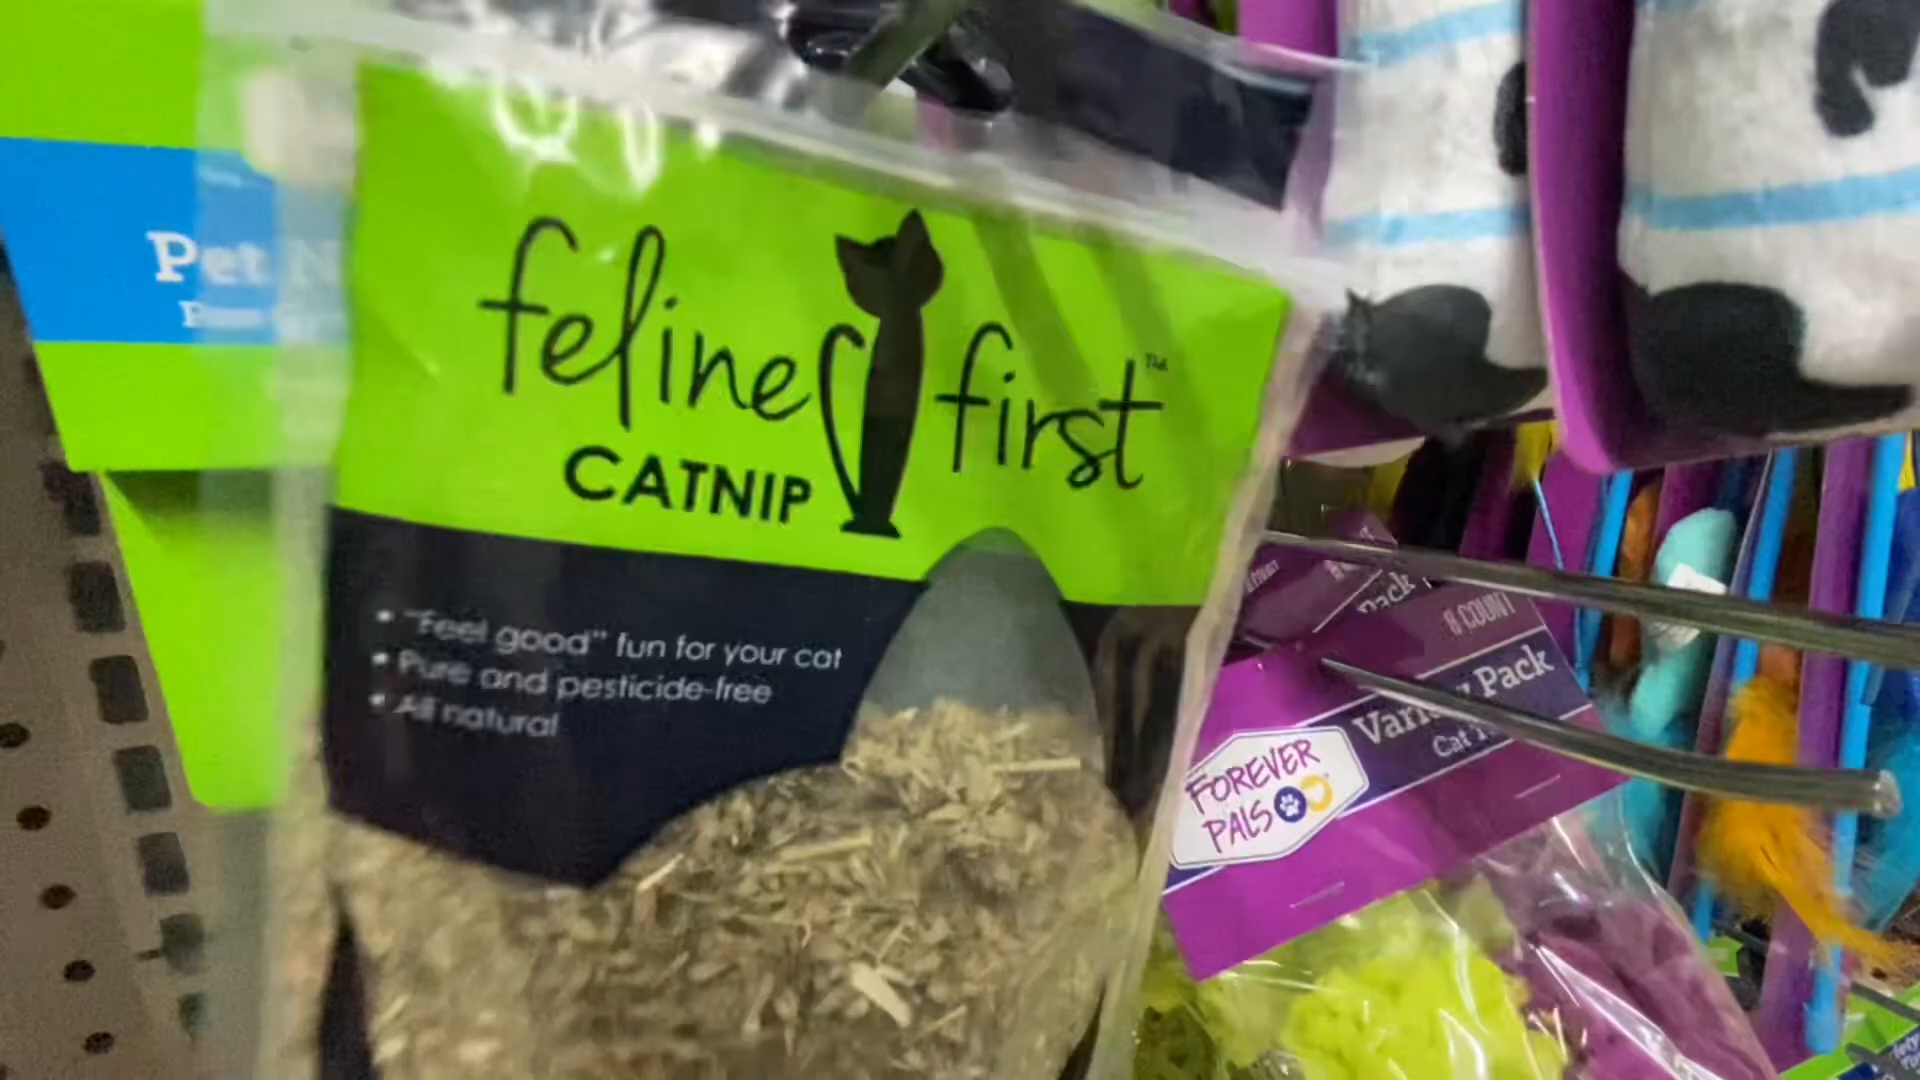 feline first™
CATNIP
• "Feel good" fun for your cat
• Pure and pesticide-free
• All natural
Pet
Pack
8 COUNT
Variety Pack
Cat
FOREVER
PALS